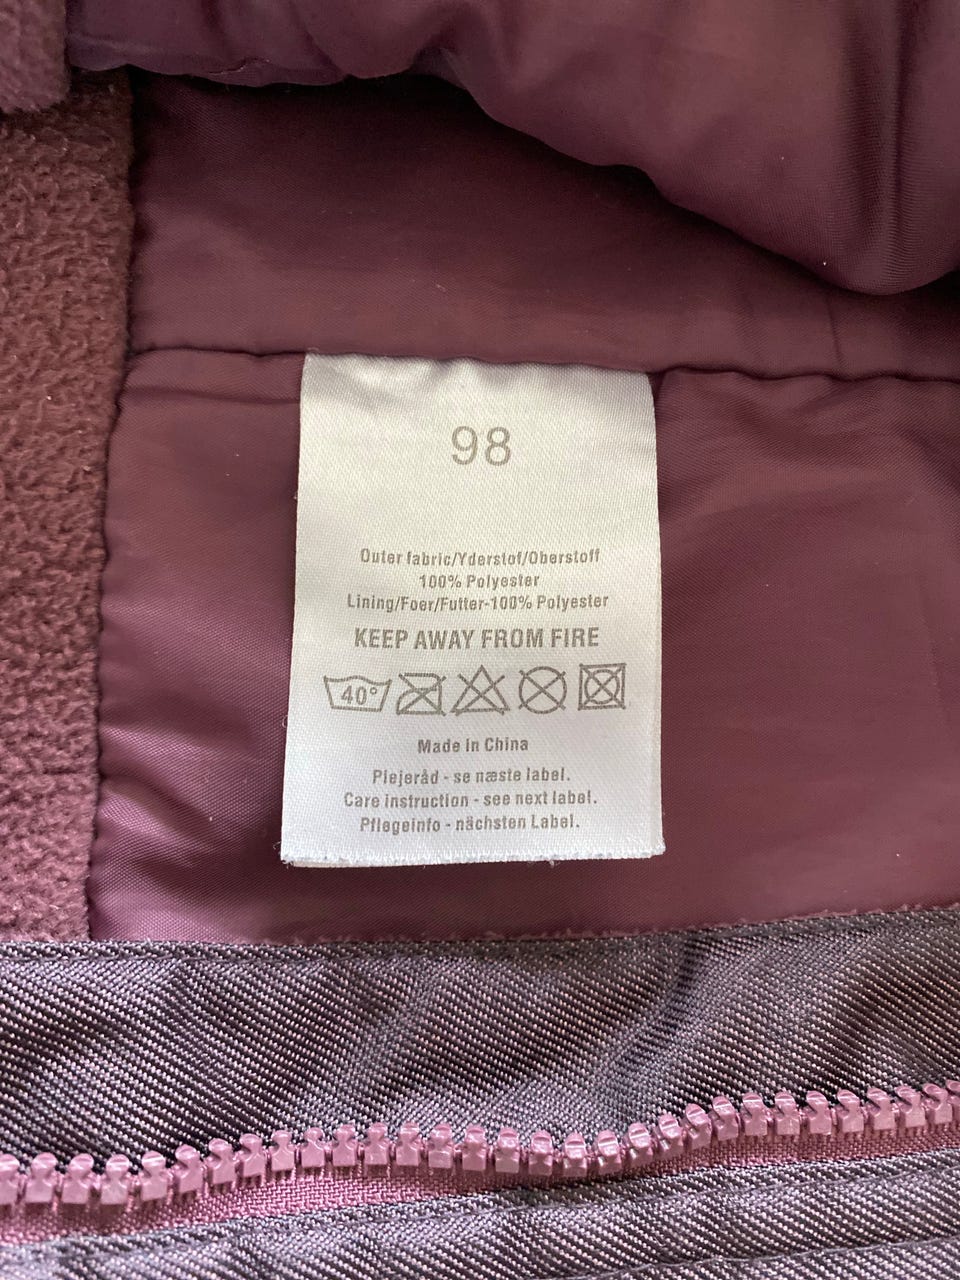 98
Outer fabric/Yderstof/Oberstoff
100% Polyester
Lining/Foer/Futter-100% Polyester
KEEP AWAY FROM FIRE
40°
Made in China
Plejeråd - se næste label.
Care instruction - see next label.
Pflegeinfo - nächsten Label.